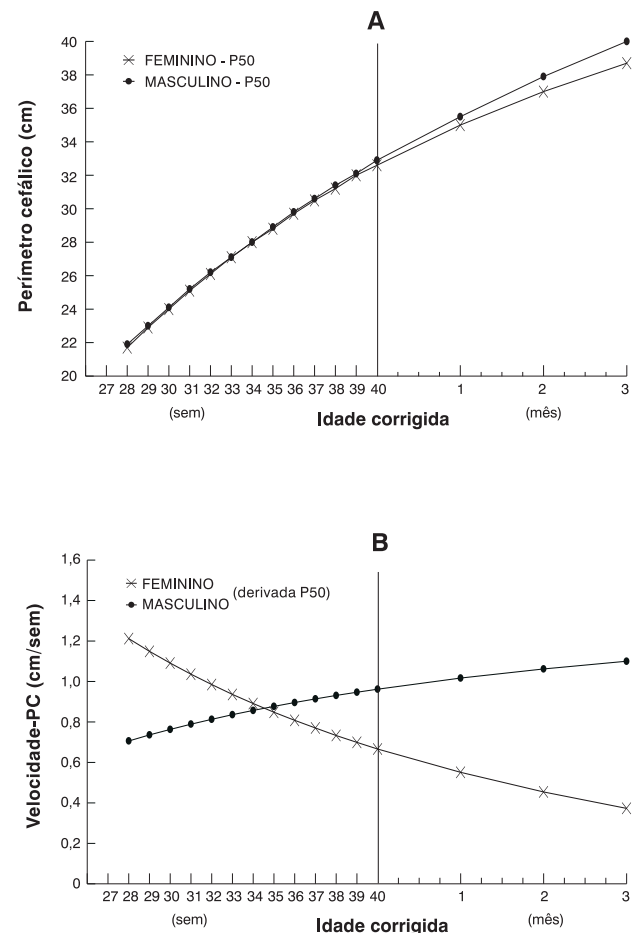 A
Perímetro cefálico (cm)
40
38
36
34
32
30
28
26
24
22
20
FEMININO - P50
MASCULINO - P50
27 28 29 30 31 32 33 34 35 36 37 38 39 40 1 2 3
(sem) Idade corrigida (mês)
B
Velocidade-PC (cm/sem)
1,6
1,4
1,2
1,0
0,8
0,6
0,4
0,2
0
FEMININO
MASCULINO
(derivada P50)
27 28 29 30 31 32 33 34 35 36 37 38 39 40 1 2 3
(sem) Idade corrigida (mês)